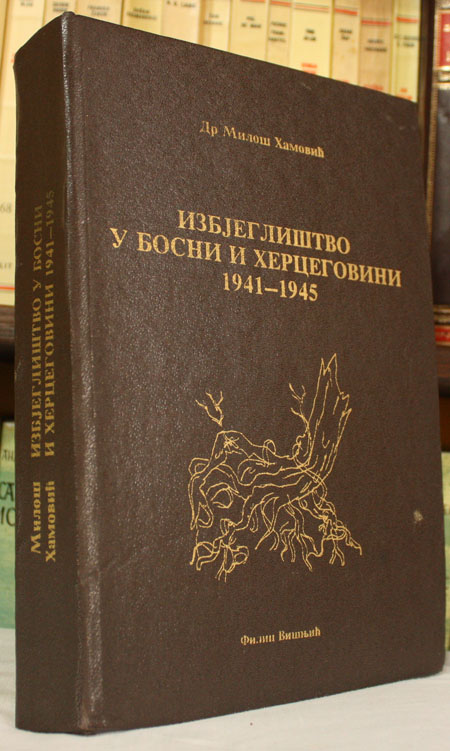 Др Милош Хамовић
ИЗБЈЕГЛИШТВО
У БОСНИ И ХЕРЦЕГОВИНИ
1941—1945
Филип Вишњић
Милош
Хамовић
ИЗБЈЕГЛИШТВО У БОСНИ
И ХЕРЦЕГОВИНИ 1941—1945